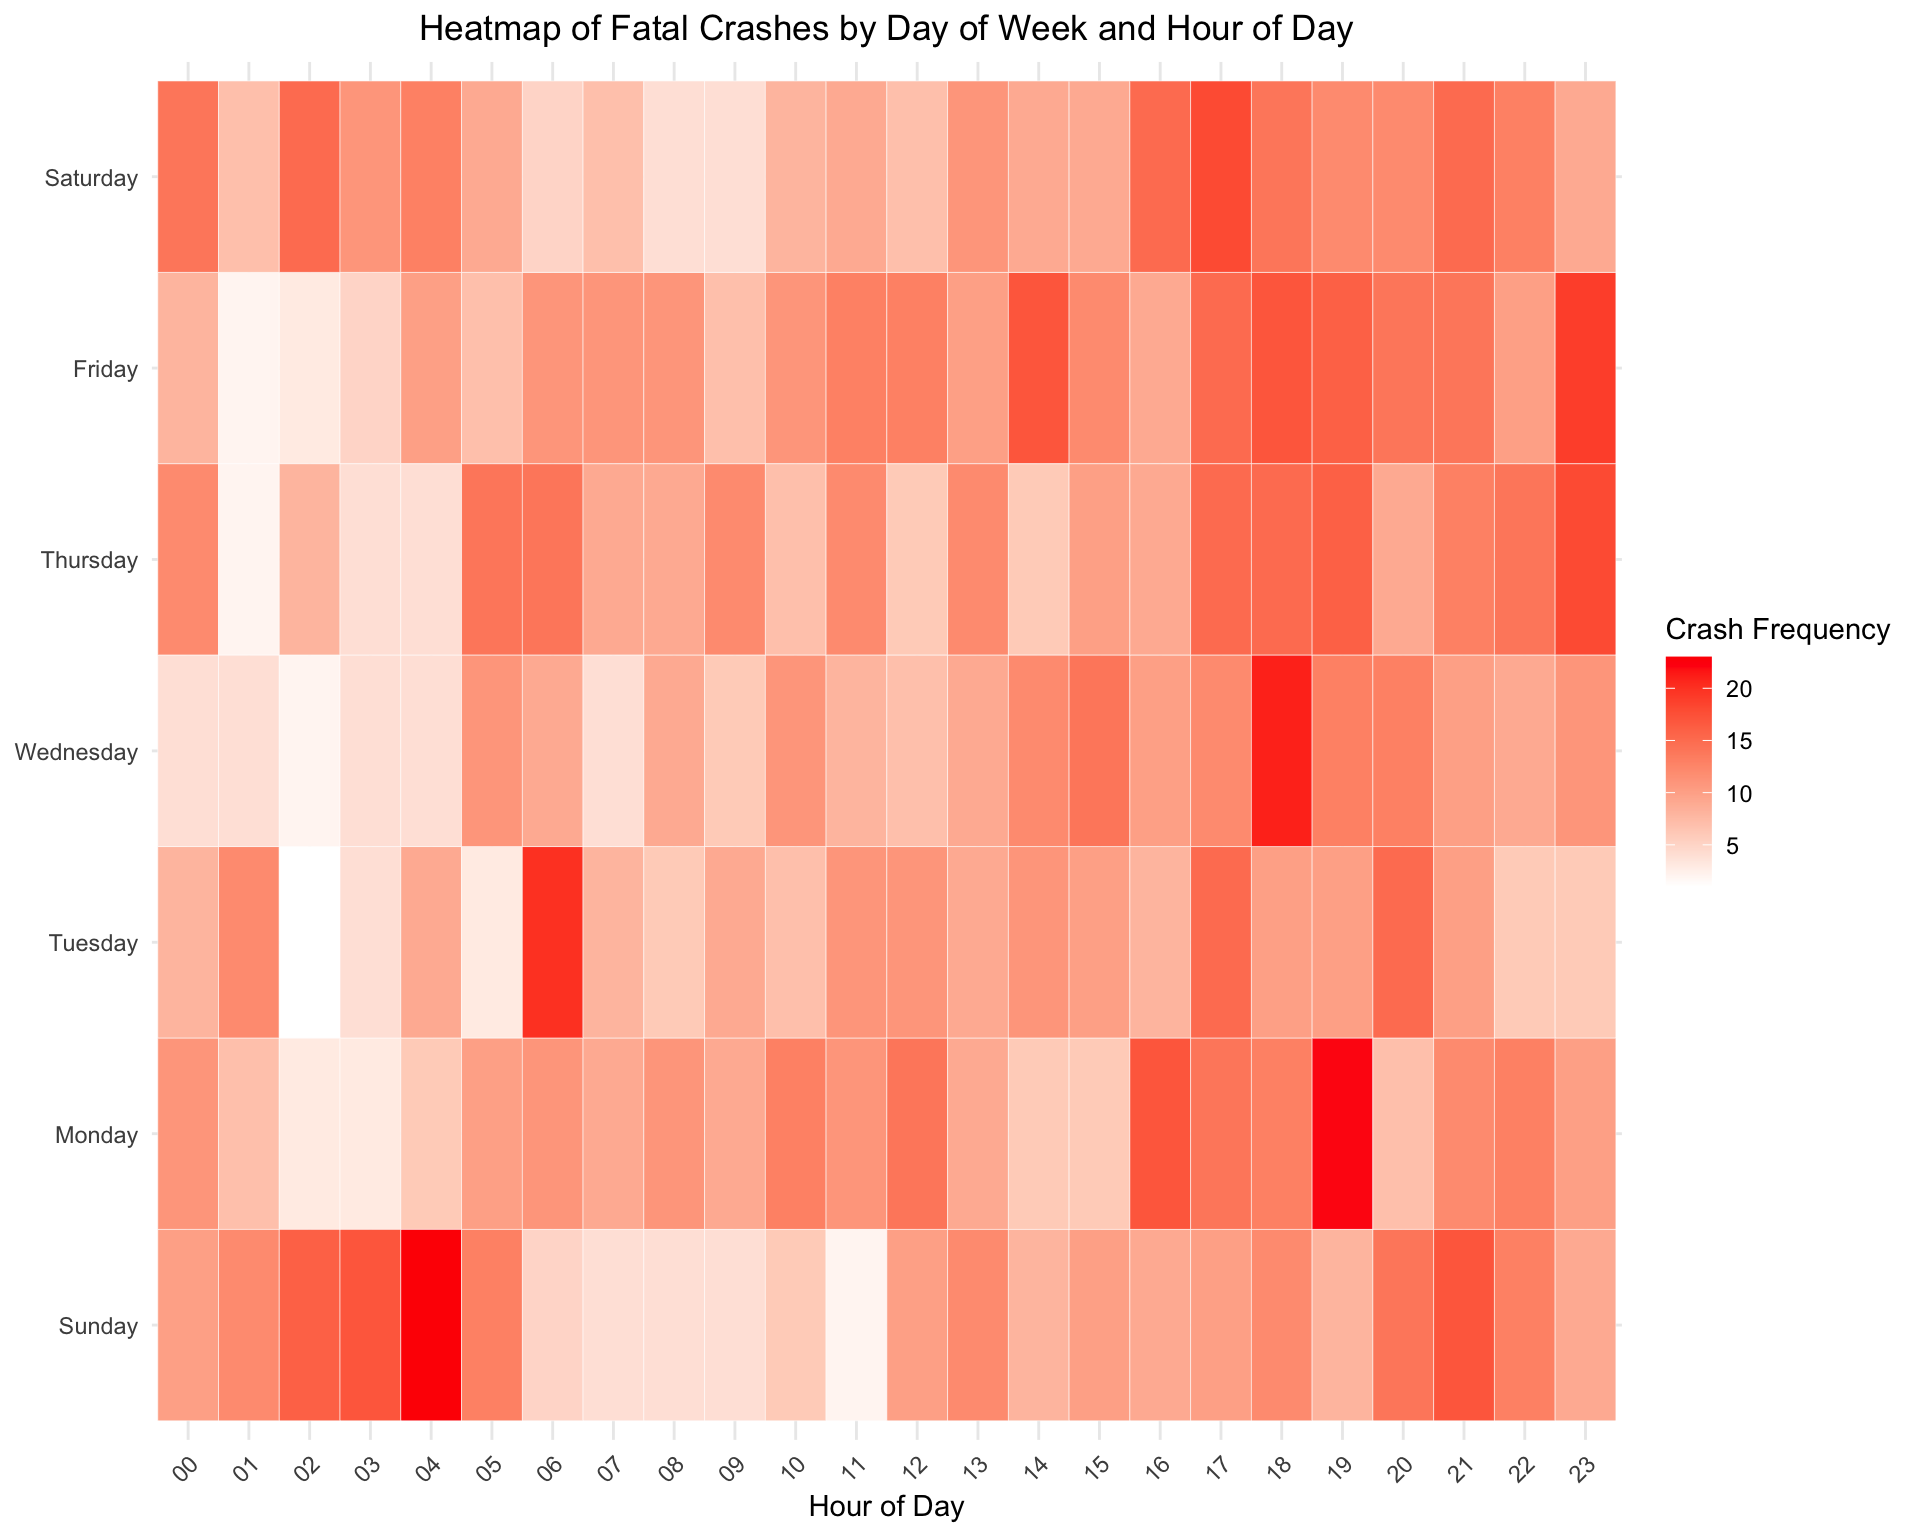 Heatmap of Fatal Crashes by Day of Week and Hour of Day
Saturday
Friday
Thursday
Wednesday
Tuesday
Monday
Sunday
00 01 02 03 04 05 06 07 08 09 10 11 12 13 14 15 16 17 18 19 20 21 22 23
Hour of Day
Crash Frequency
20
15
10
5